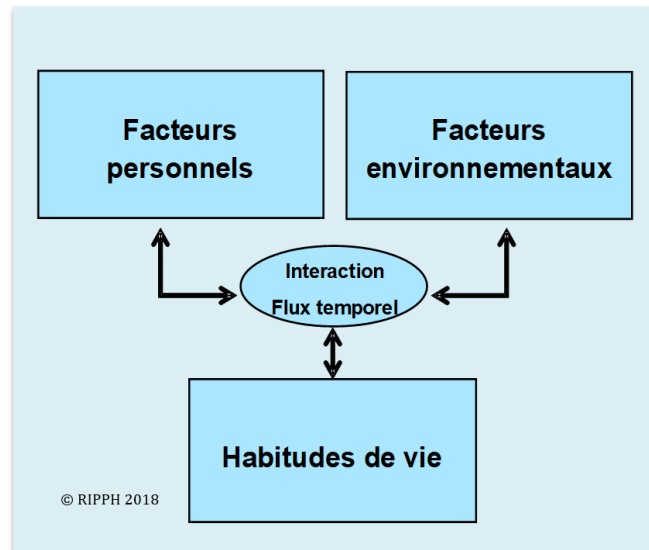 Facteurs
personnels
Facteurs
environnementaux
Interaction
Flux temporel
Habitudes de vie
© RIPPH 2018